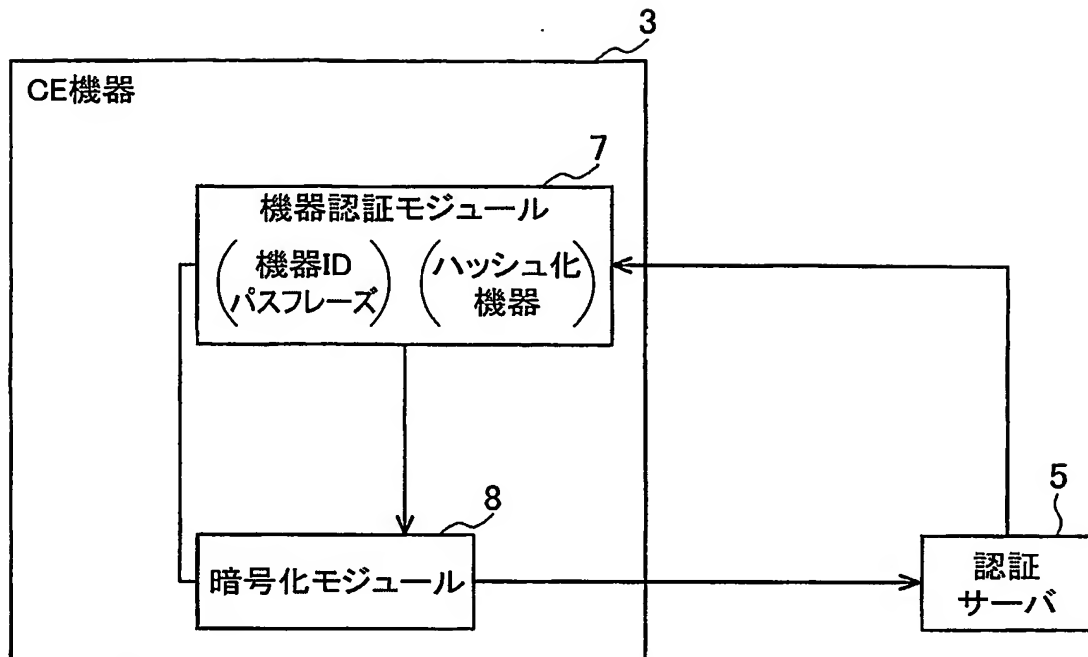 3
CE機器
7
機器認証モジュール
(機器ID
パスフレーズ)
(ハッシュ化
機器)
8
暗号化モジュール
5
認証
サーバ